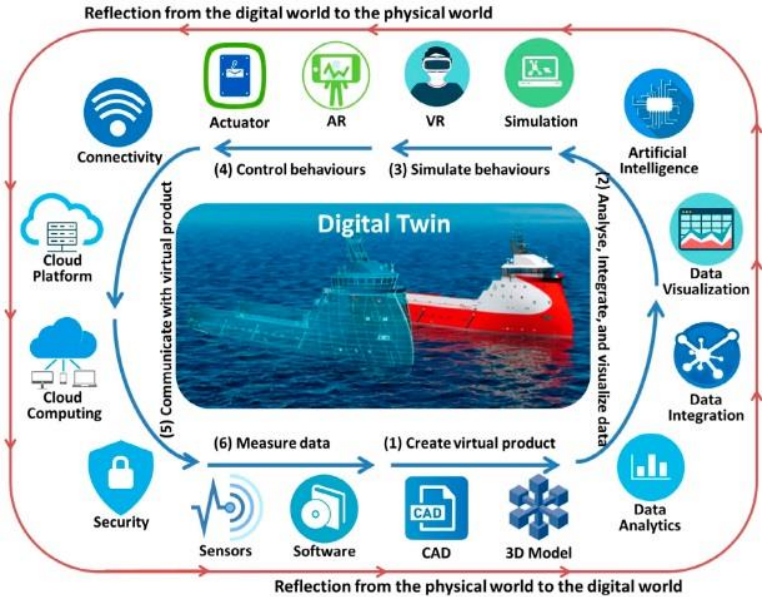 Reflection from the digital world to the physical world
Actuator
AR
VR
Simulation
Connectivity
Artificial
Intelligence
(4) Control behaviours
(3) Simulate behaviours
(2) Analyse, integrate, and visualize data
Digital Twin
Cloud
Platform
Data
Visualization
(5) Communicate with virtual product
Cloud
Computing
Data
Integration
(6) Measure data
(1) Create virtual product
Security
Sensors
Software
CAD
CAD
3D Model
Data
Analytics
Reflection from the physical world to the digital world